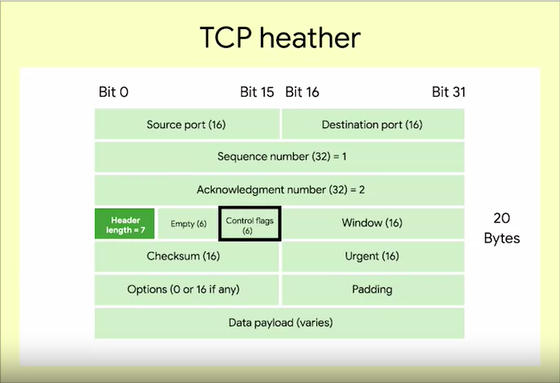 TCP heather
Bit 0 Bit 15 Bit 16 Bit 31
Source port (16) Destination port (16)
Sequence number (32) = 1
Acknowledgment number (32) = 2
Header
length = 7
Empty (6)
Control flags
(6)
Window (16)
20
Bytes
Checksum (16) Urgent (16)
Options (0 or 16 if any) Padding
Data payload (varies)